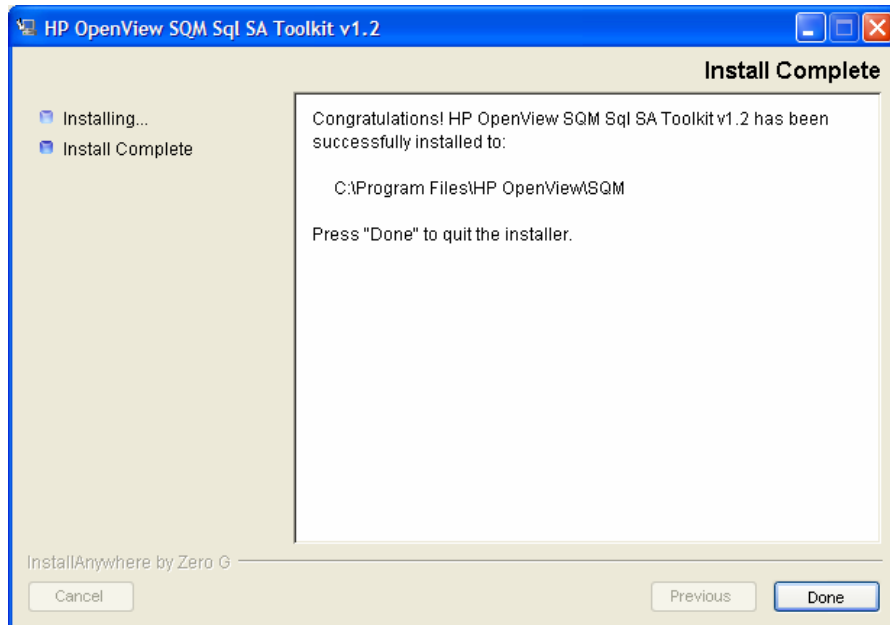 HP OpenView SQM Sql SA Toolkit v1.2
Install Complete
Installing...
Install Complete
Congratulations! HP OpenView SQM Sql SA Toolkit v1.2 has been
successfully installed to:
C:\Program Files\HP OpenView\SQM
Press "Done" to quit the installer.
InstallAnywhere by Zero G
Cancel
Previous
Done